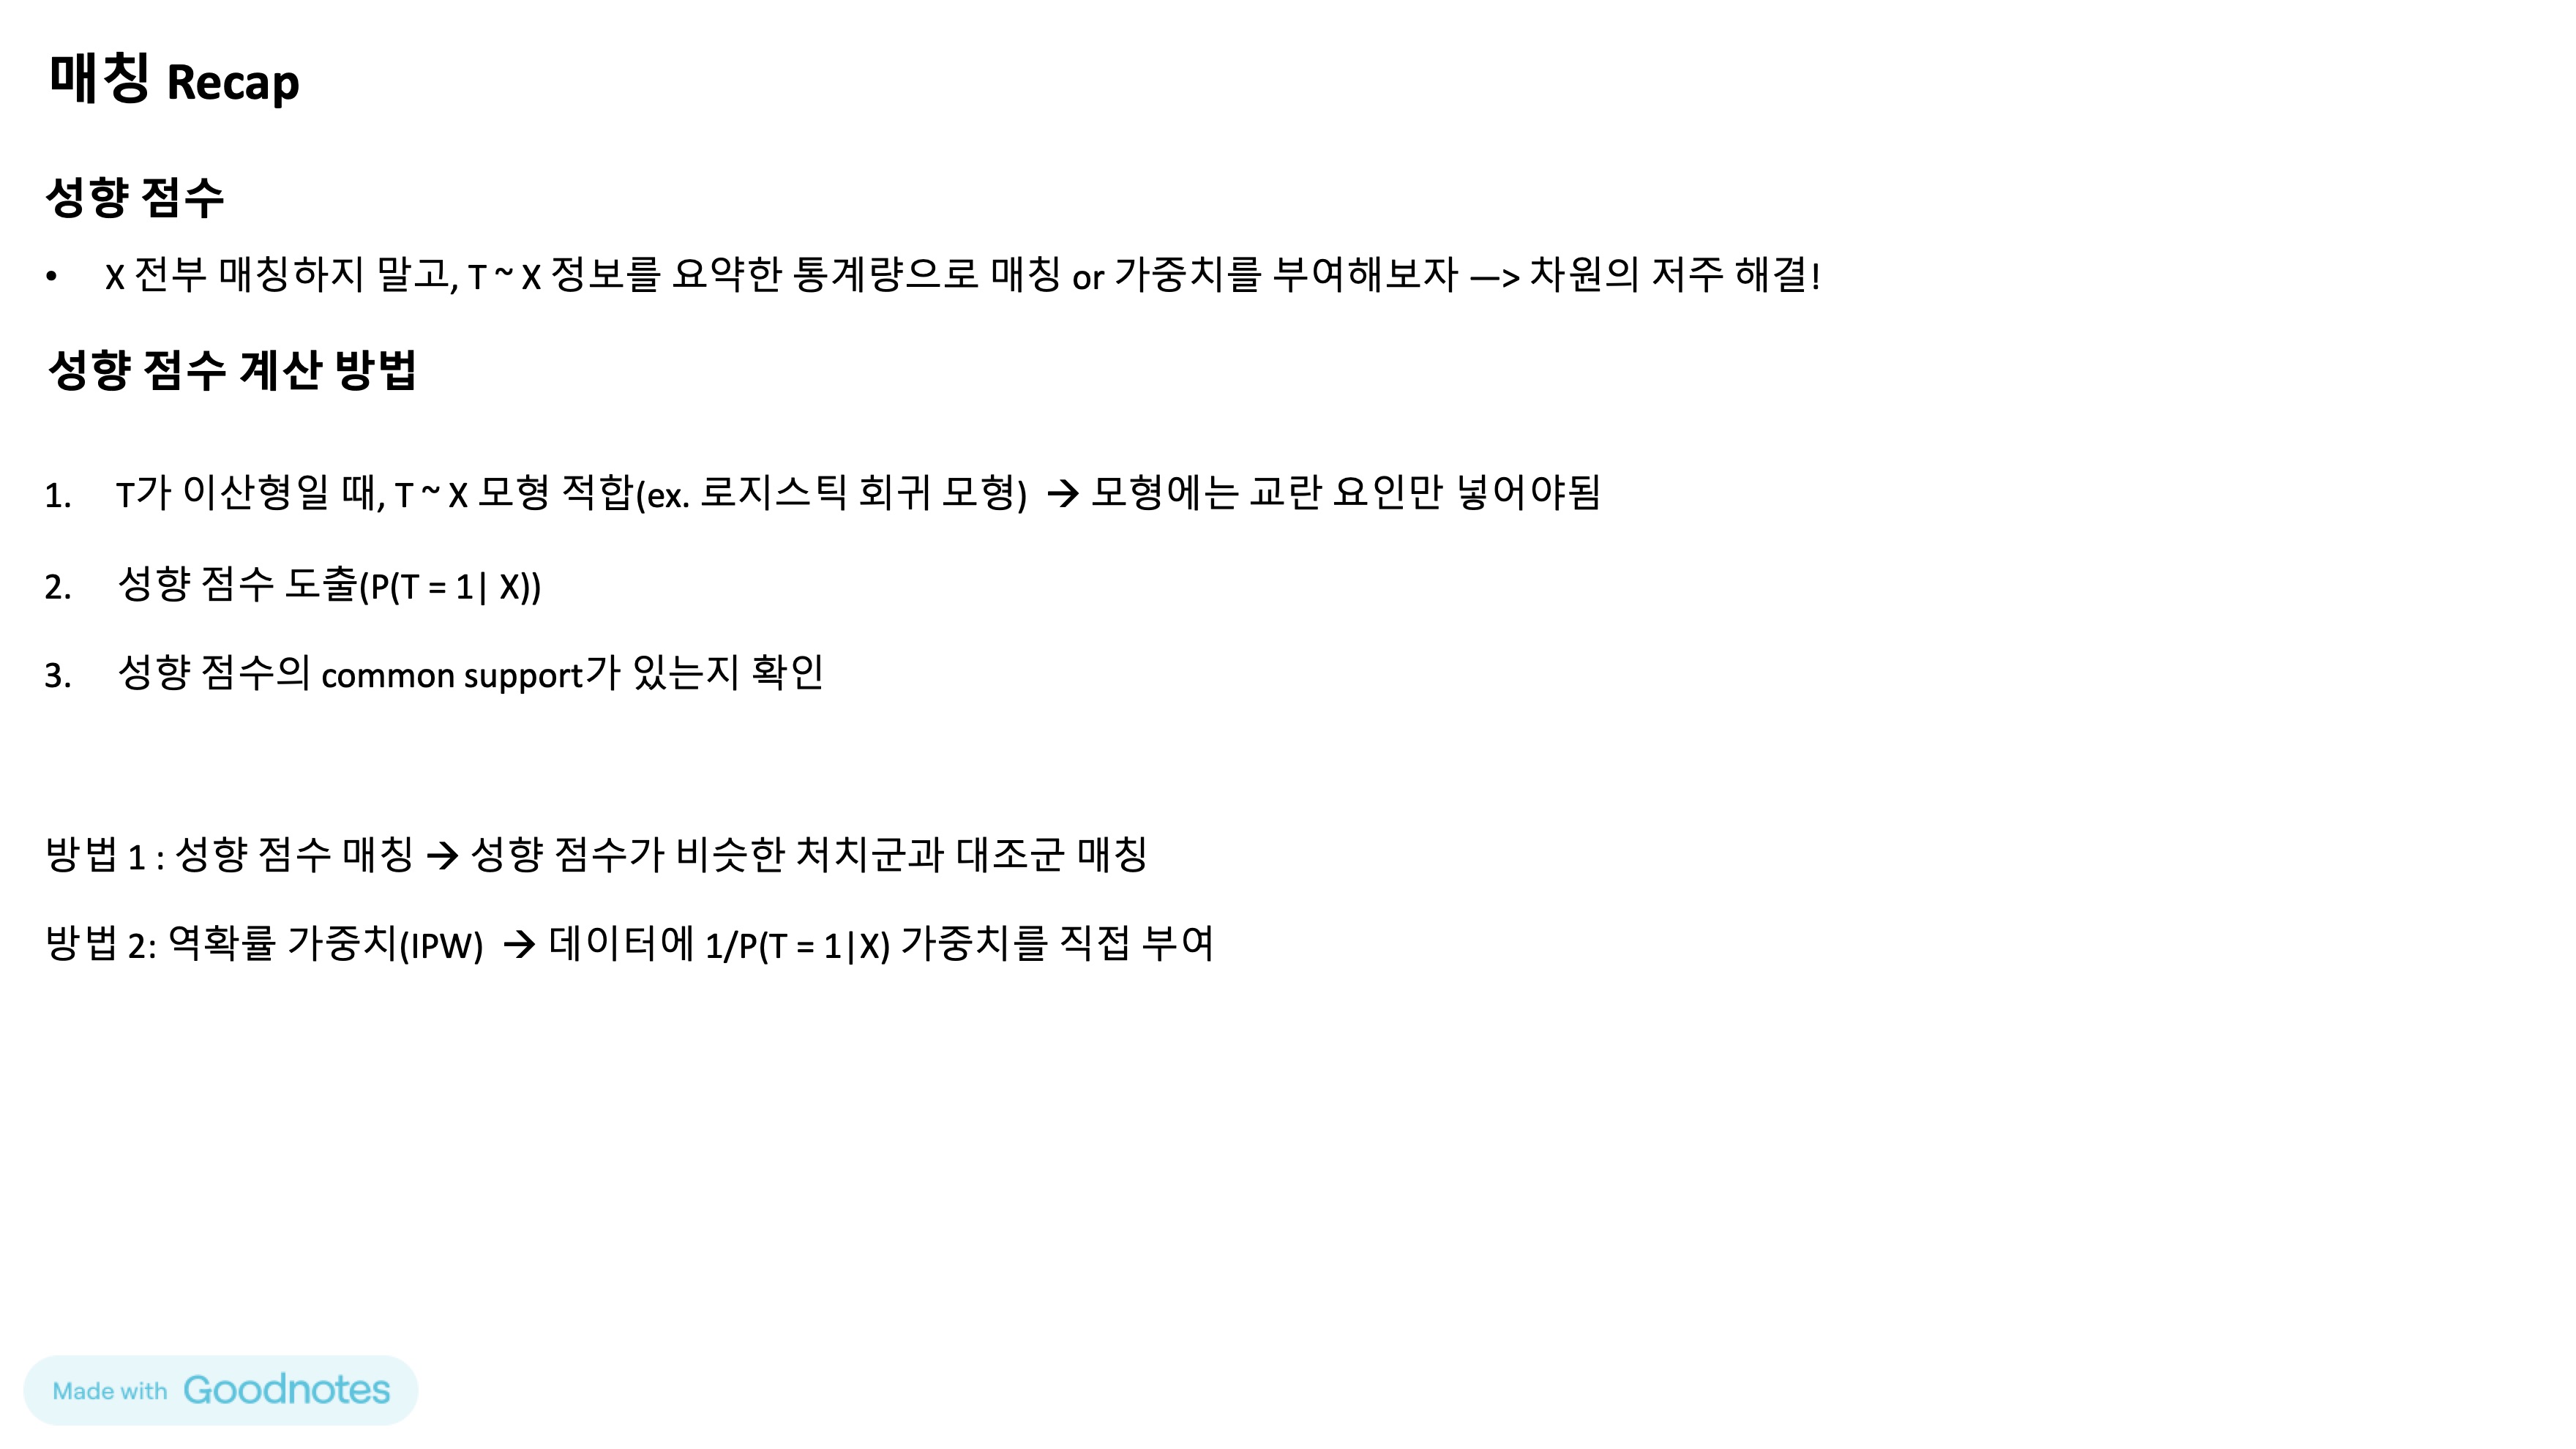 매칭 Recap
성향 점수
• X 전부 매칭하지 말고, T ~ X 정보를 요약한 통계량으로 매칭 or 가중치를 부여해보자 —> 차원의 저주 해결!
성향 점수 계산 방법
1. T가 이산형일 때, T ~ X 모형 적합(ex. 로지스틱 회귀 모형) → 모형에는 교란 요인만 넣어야됨
2. 성향 점수 도출(P(T = 1| X))
3. 성향 점수의 common support가 있는지 확인
방법 1 : 성향 점수 매칭 → 성향 점수가 비슷한 처치군과 대조군 매칭
방법 2: 역확률 가중치(IPW) → 데이터에 1/P(T = 1|X) 가중치를 직접 부여
Made with Goodnotes